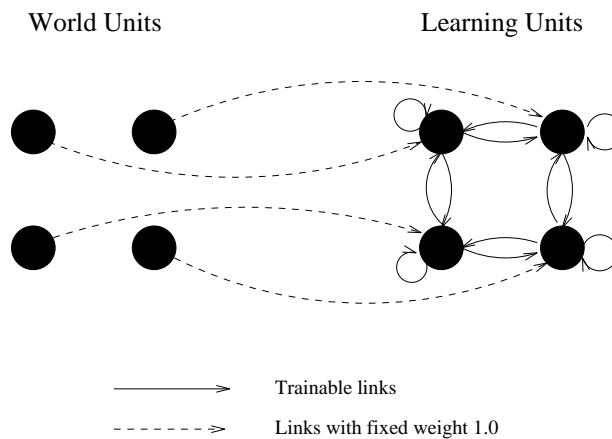 World Units
Learning Units
Trainable links
Links with fixed weight 1.0